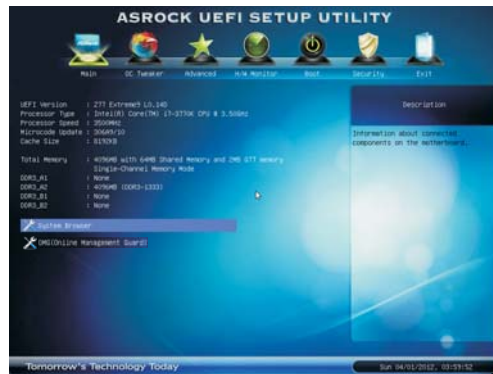 ASROCK UEFI SETUP UTILITY
Main OC Tweaker Advanced H/W Monitor Boot Security Exit
UEFI Version : Z77 Extreme9 L0.14D
Processor Type : Intel(R) Core(TM) i7-3770K CPU @ 3.50GHz
Processor Speed : 3500MHz
Microcode Update : 306A9/10
Cache Size : 8192KB
Total Memory : 4096MB with 64MB Shared Memory and 2MB GTT memory
Single-Channel Memory Mode
DDR3_A1 : None
DDR3_A2 : 4096MB (DDR3-1333)
DDR3_B1 : None
DDR3_B2 : None
System Browser
OMG(Online Management Guard)
Description
Information about connected
components on the motherboard.
Tomorrow's Technology Today
Sun 04/01/2012, 03:59:52